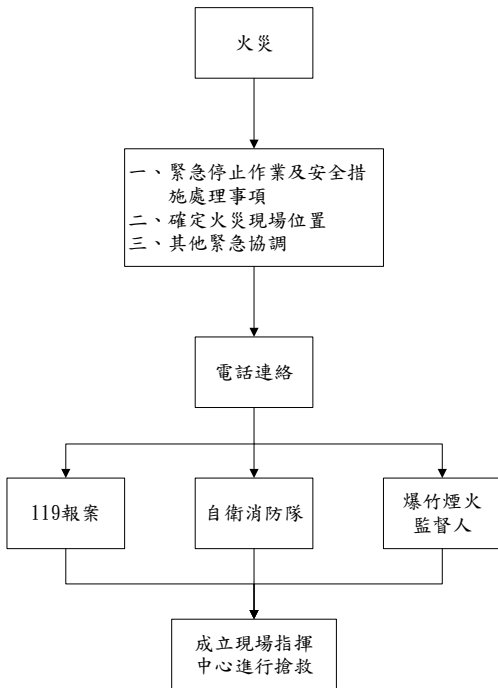 火災
一、緊急停止作業及安全措
施處理事項
二、確定火災現場位置
三、其他緊急協調
電話連絡
119報案
自衛消防隊
爆竹煙火
監督人
成立現場指揮
中心進行搶救